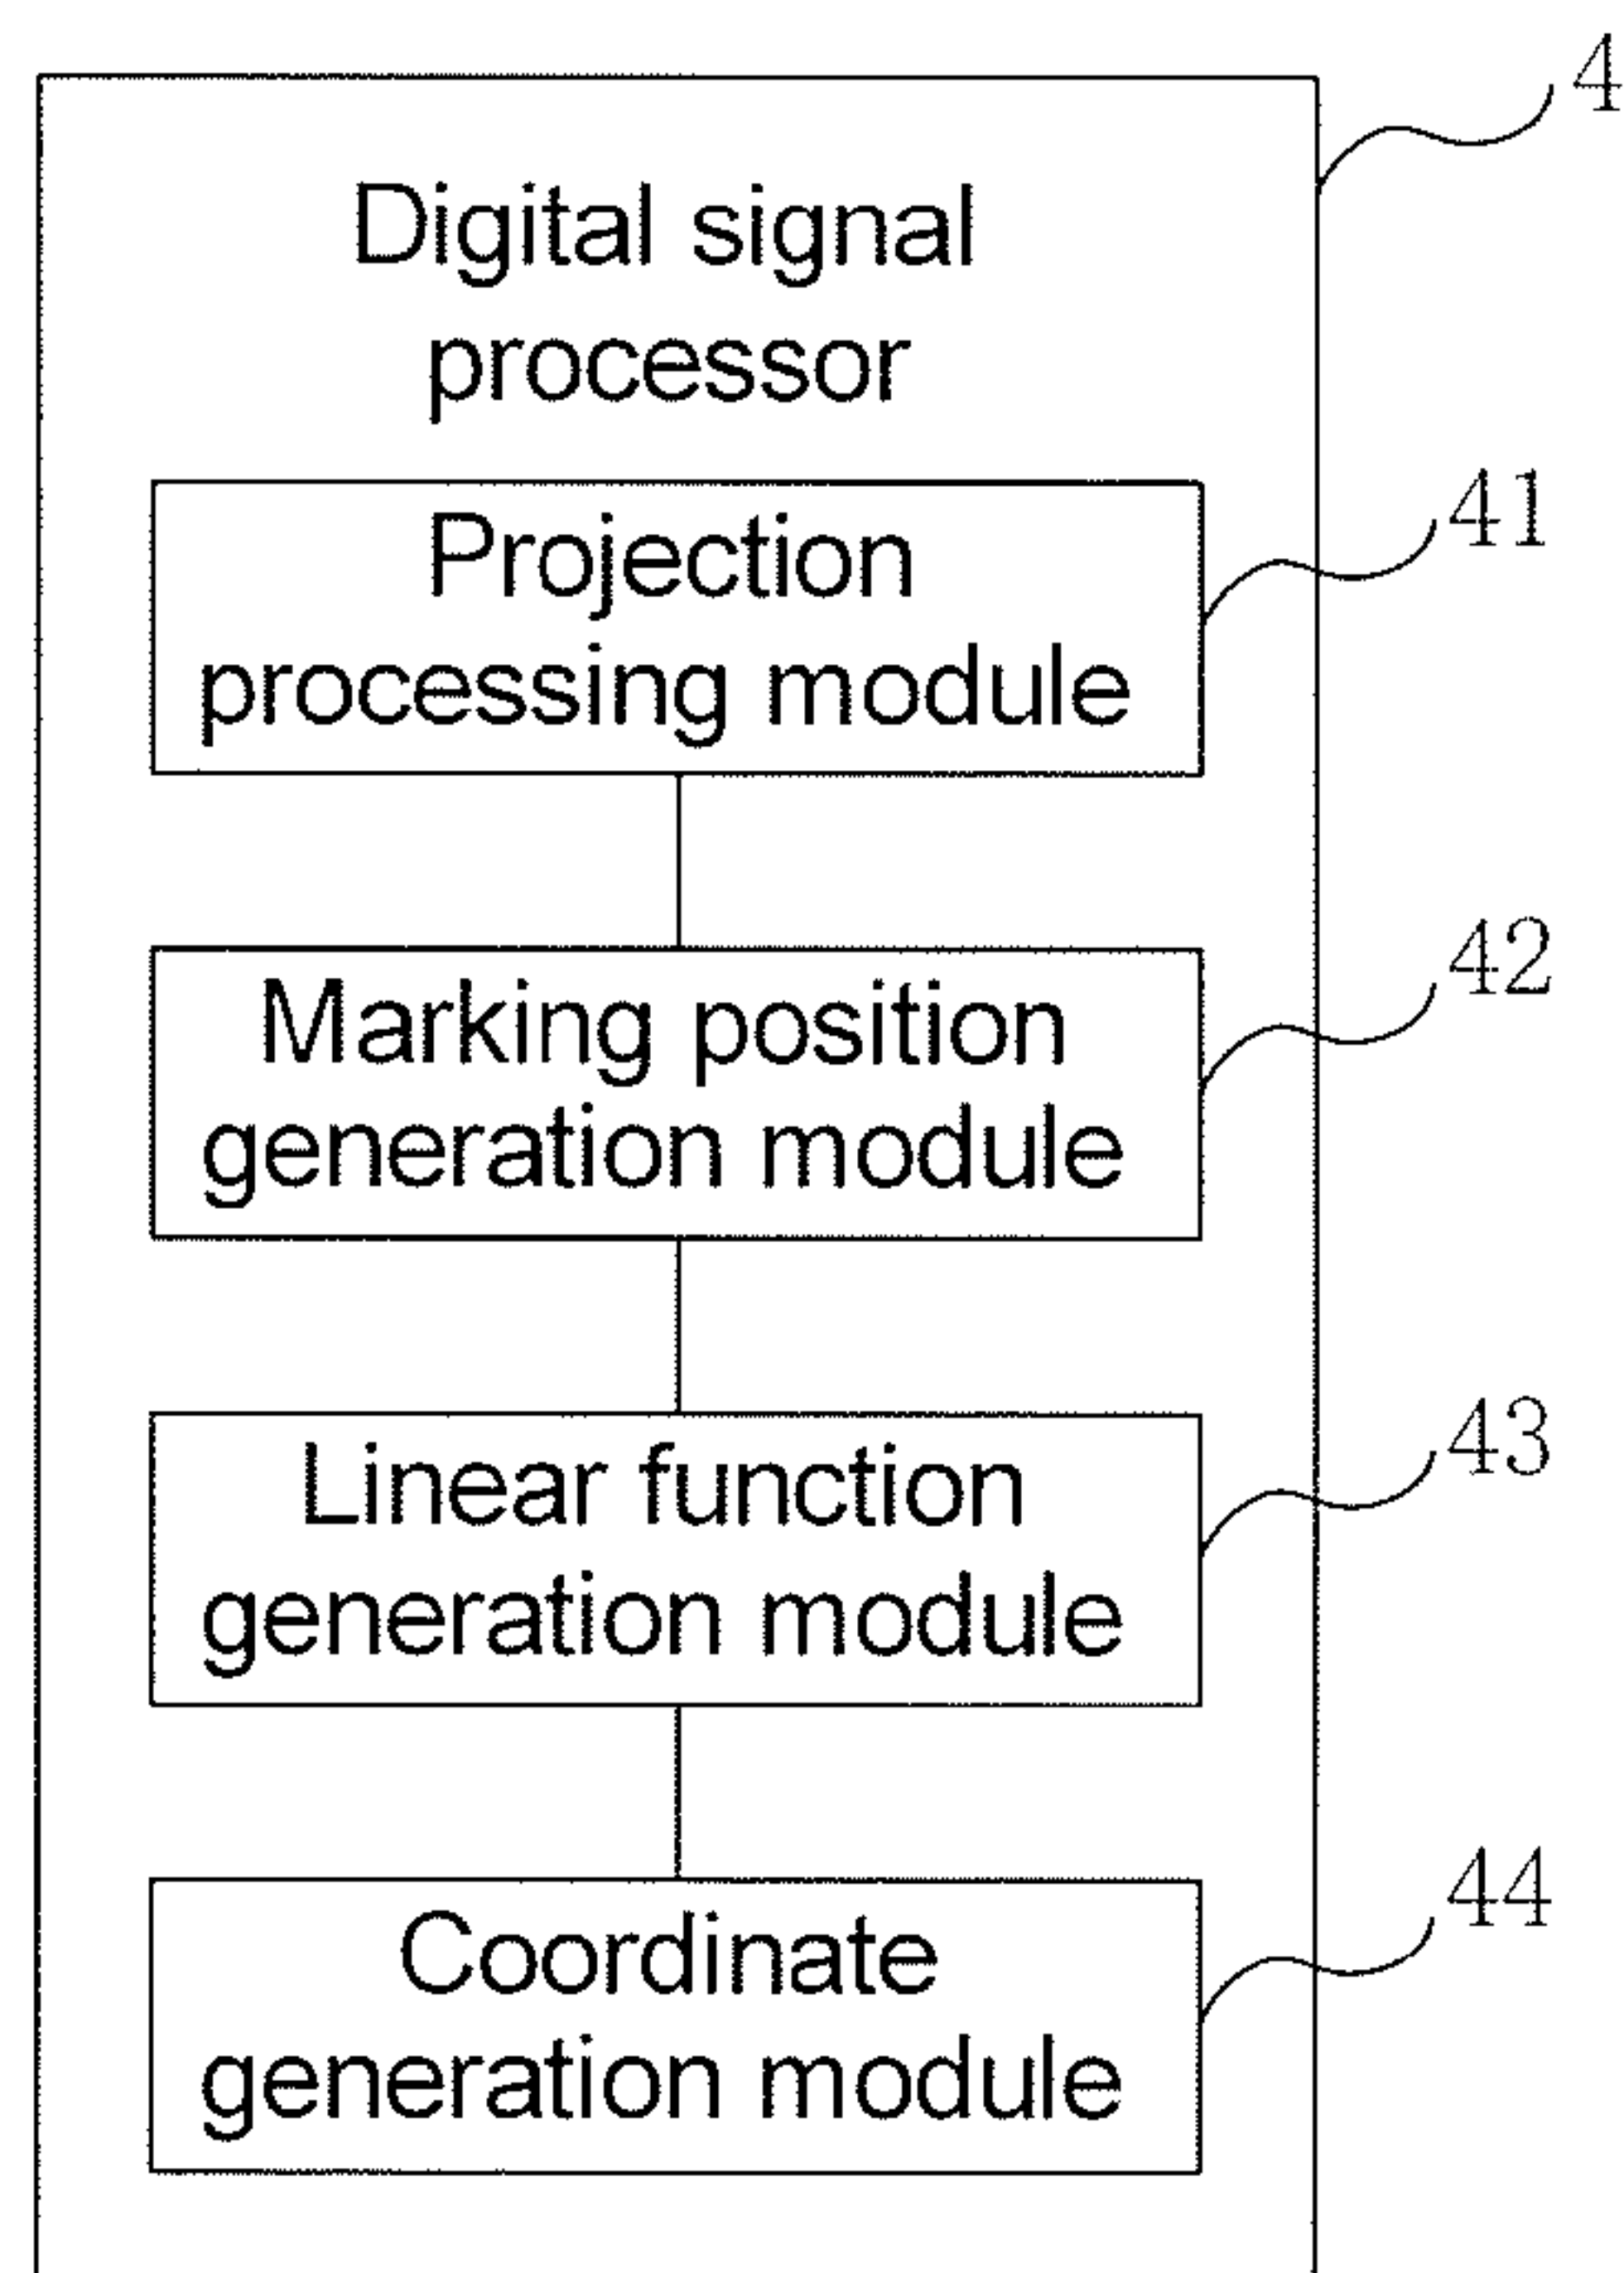 4
Digital signal
processor
41
Projection
processing module
42
Marking position
generation module
43
Linear function
generation module
44
Coordinate
generation module